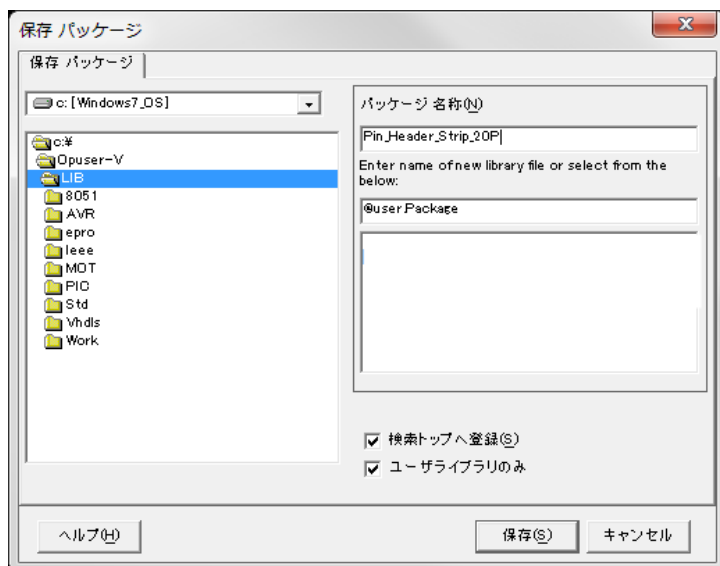 保存 パッケージ
保存 パッケージ
c: [Windows7_OS]
c:¥
Opuser-V
LIB
8051
AVR
epro
Ieee
MOT
PIC
Std
Vhdls
Work
パッケージ 名称(N)
Pin_Header_Strip_20P
Enter name of new library file or select from the
below:
@user.Package
検索トップへ登録(S)
ユーザライブラリのみ
ヘルプ(H)
保存(S)
キャンセル